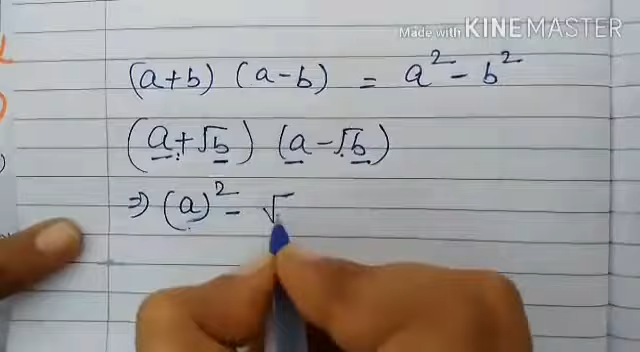 Made with KINEMASTER
(a+b) (a-b) = a² - b²
(a+√b) (a-√b)
⇒ (a)² - √